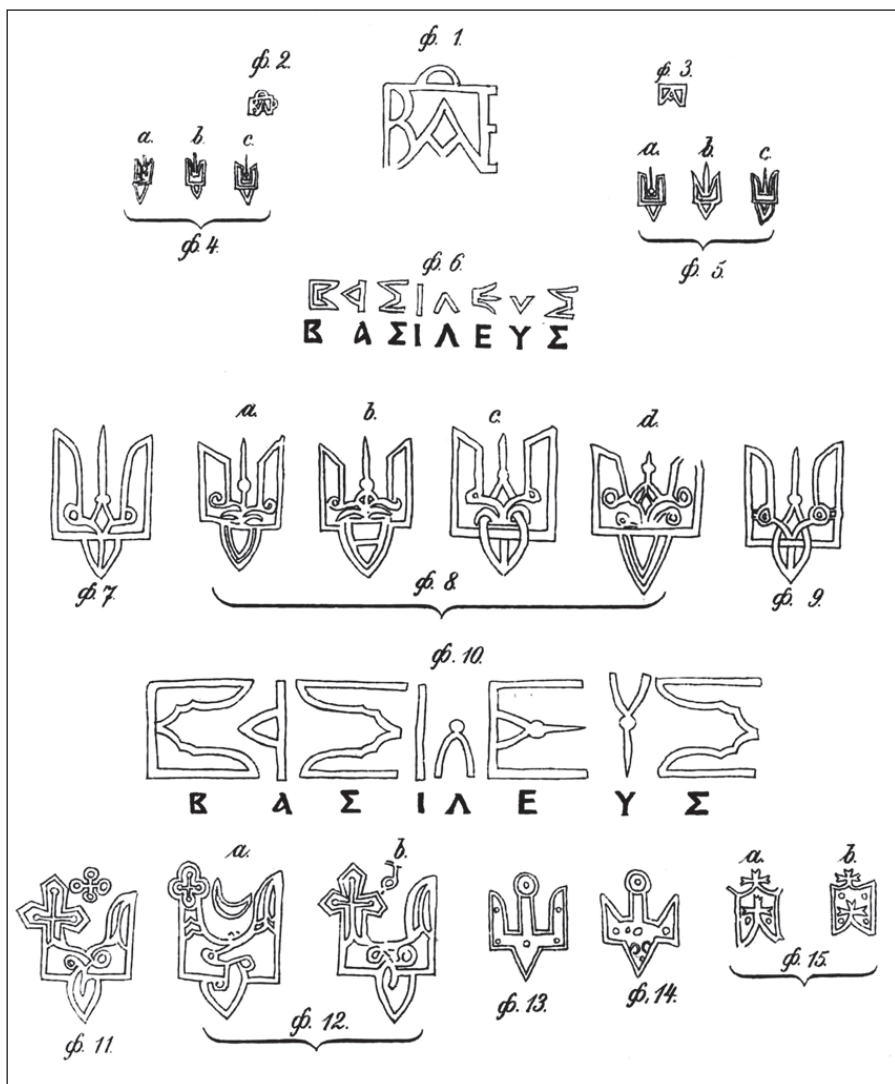 ф. 1.
ф. 2.
ф. 3.
a. b. c.
a. b. c.
ф. 4.
ф. 5.
ф. 6.
ΒΑΣΙΛΕΥΣ
Β Α Σ Ι Λ Ε Υ Σ
a. b. c. d.
ф. 7.
ф. 8.
ф. 9.
ф. 10.
ΒΑΣΙΛΕΥΣ
Β Α Σ Ι Λ Ε Υ Σ
a. b.
a. b.
ф. 11.
ф. 12.
ф. 13.
ф. 14.
ф. 15.